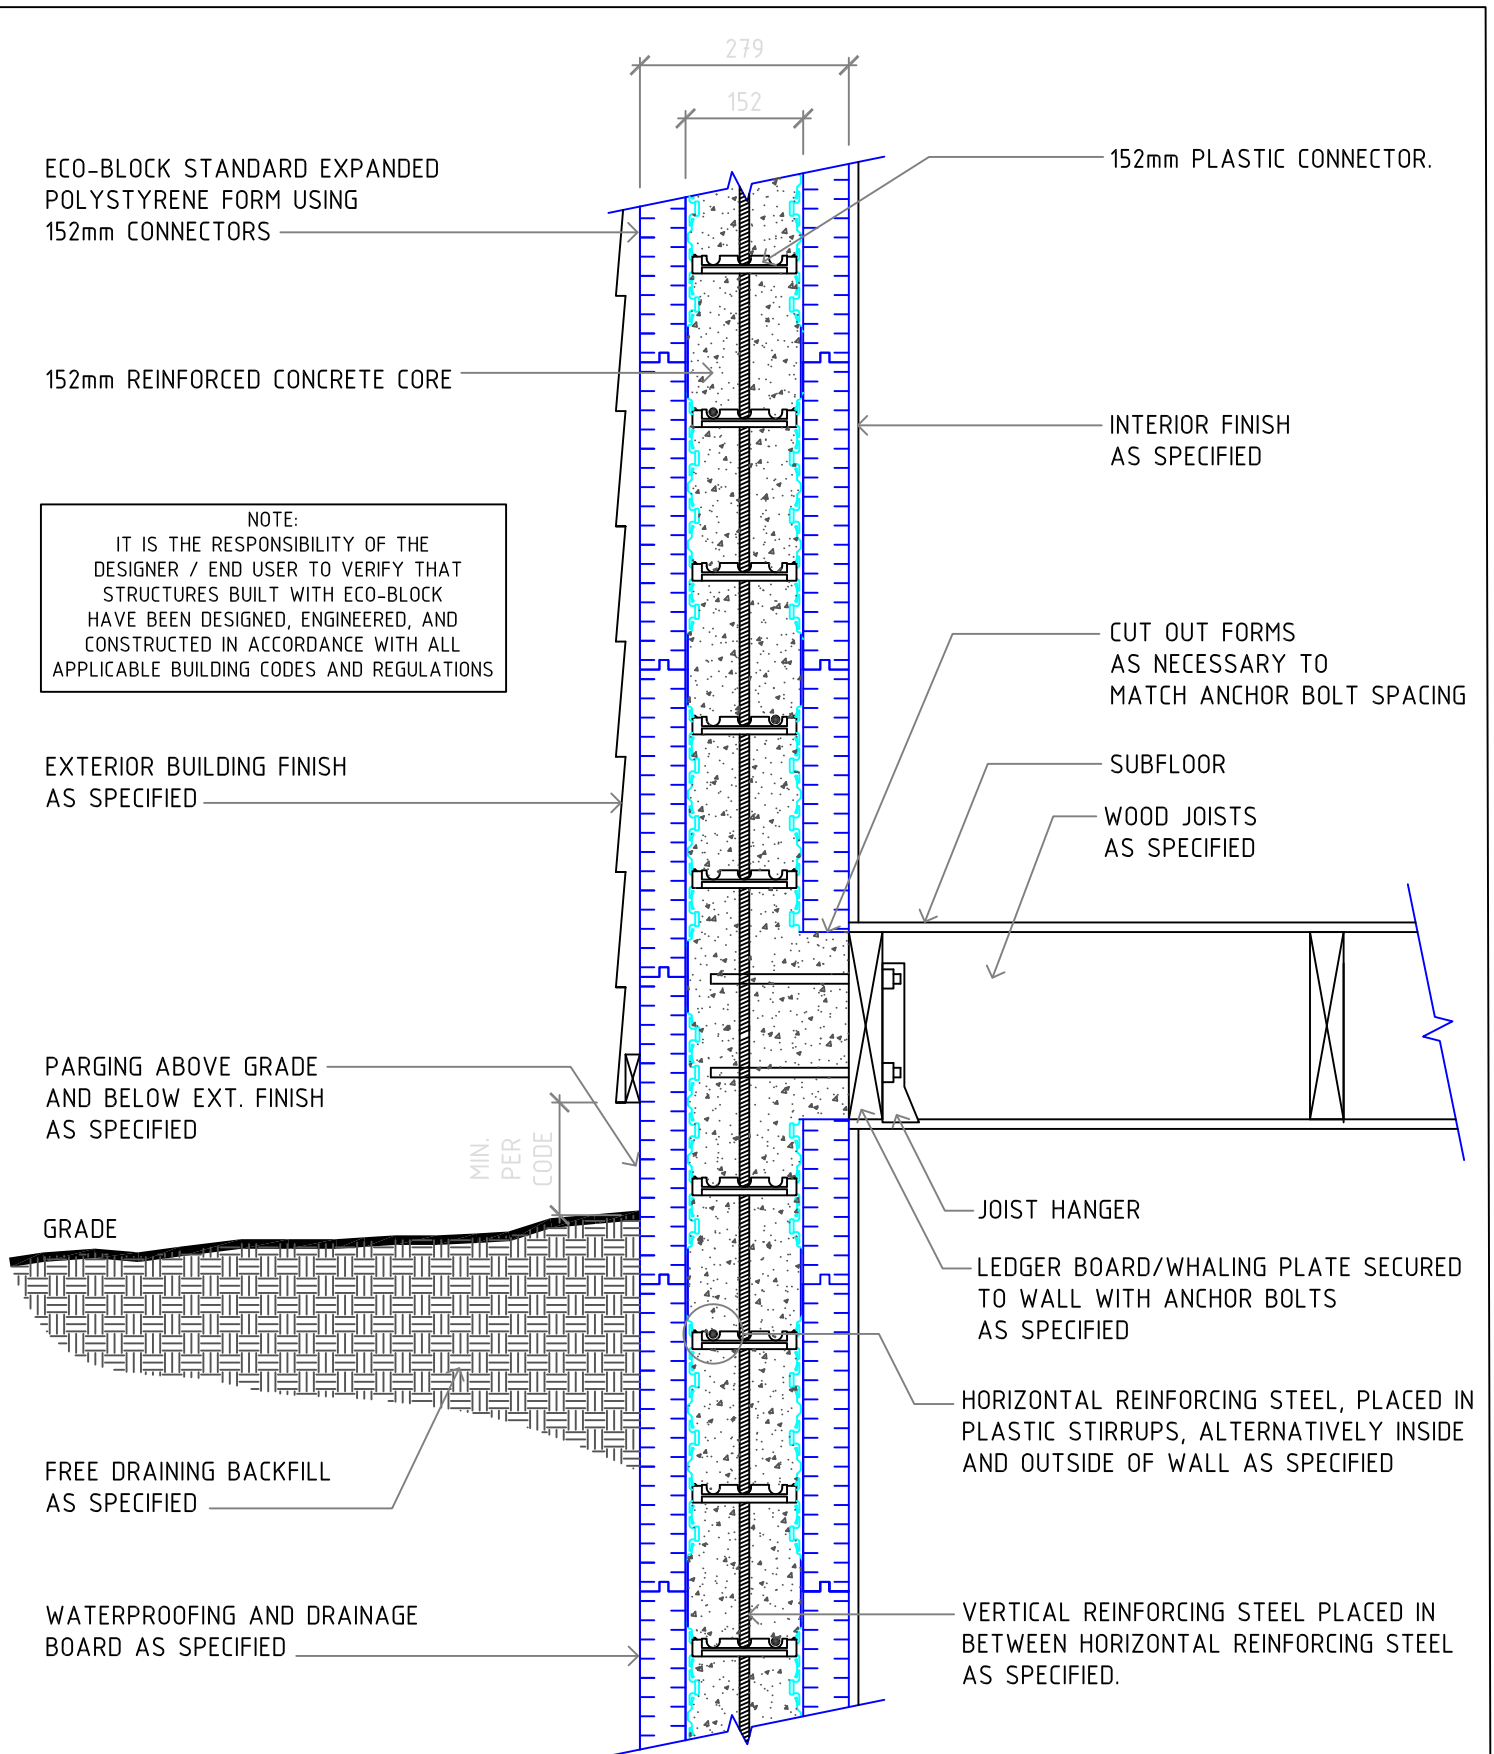 279
152
ECO-BLOCK STANDARD EXPANDED
POLYSTYRENE FORM USING
152mm CONNECTORS
152mm PLASTIC CONNECTOR.
152mm REINFORCED CONCRETE CORE
INTERIOR FINISH
AS SPECIFIED
NOTE:
IT IS THE RESPONSIBILITY OF THE
DESIGNER / END USER TO VERIFY THAT
STRUCTURES BUILT WITH ECO-BLOCK
HAVE BEEN DESIGNED, ENGINEERED, AND
CONSTRUCTED IN ACCORDANCE WITH ALL
APPLICABLE BUILDING CODES AND REGULATIONS
CUT OUT FORMS
AS NECESSARY TO
MATCH ANCHOR BOLT SPACING
EXTERIOR BUILDING FINISH
AS SPECIFIED
SUBFLOOR
WOOD JOISTS
AS SPECIFIED
PARGING ABOVE GRADE
AND BELOW EXT. FINISH
AS SPECIFIED
MIN.
PER
CODE
GRADE
JOIST HANGER
LEDGER BOARD/WHALING PLATE SECURED
TO WALL WITH ANCHOR BOLTS
AS SPECIFIED
HORIZONTAL REINFORCING STEEL, PLACED IN
PLASTIC STIRRUPS, ALTERNATIVELY INSIDE
AND OUTSIDE OF WALL AS SPECIFIED
FREE DRAINING BACKFILL
AS SPECIFIED
WATERPROOFING AND DRAINAGE
BOARD AS SPECIFIED
VERTICAL REINFORCING STEEL PLACED IN
BETWEEN HORIZONTAL REINFORCING STEEL
AS SPECIFIED.